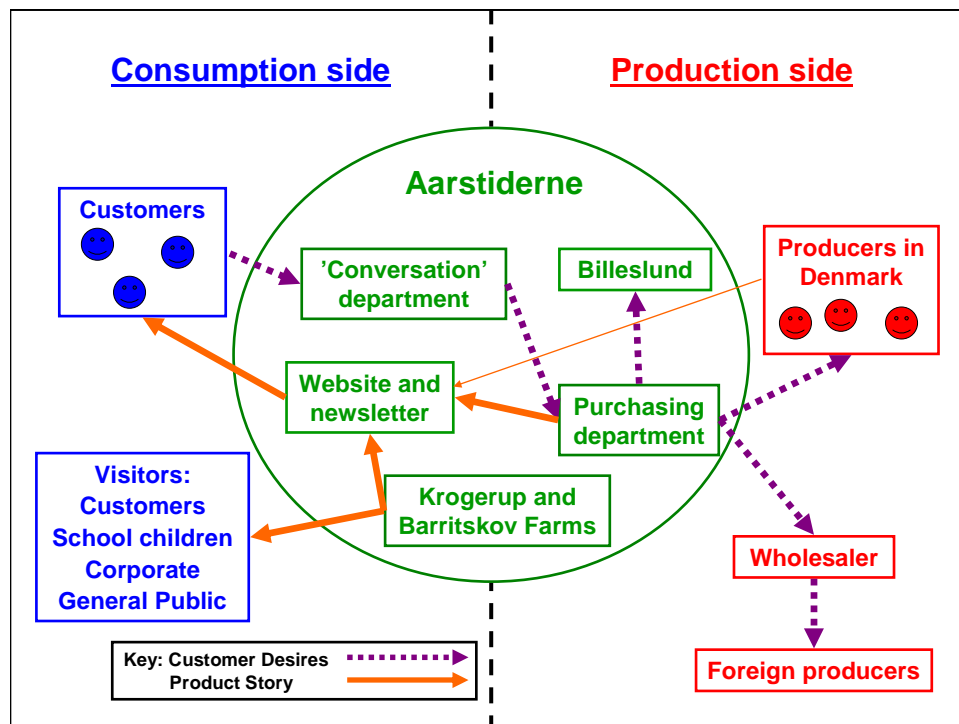 Consumption side
Production side
Aarstiderne
Customers
’Conversation’
department
Billeslund
Producers in
Denmark
Website and
newsletter
Purchasing
department
Visitors:
Customers
School children
Corporate
General Public
Krogerup and
Barritskov Farms
Wholesaler
Foreign producers
Key: Customer Desires
Product Story